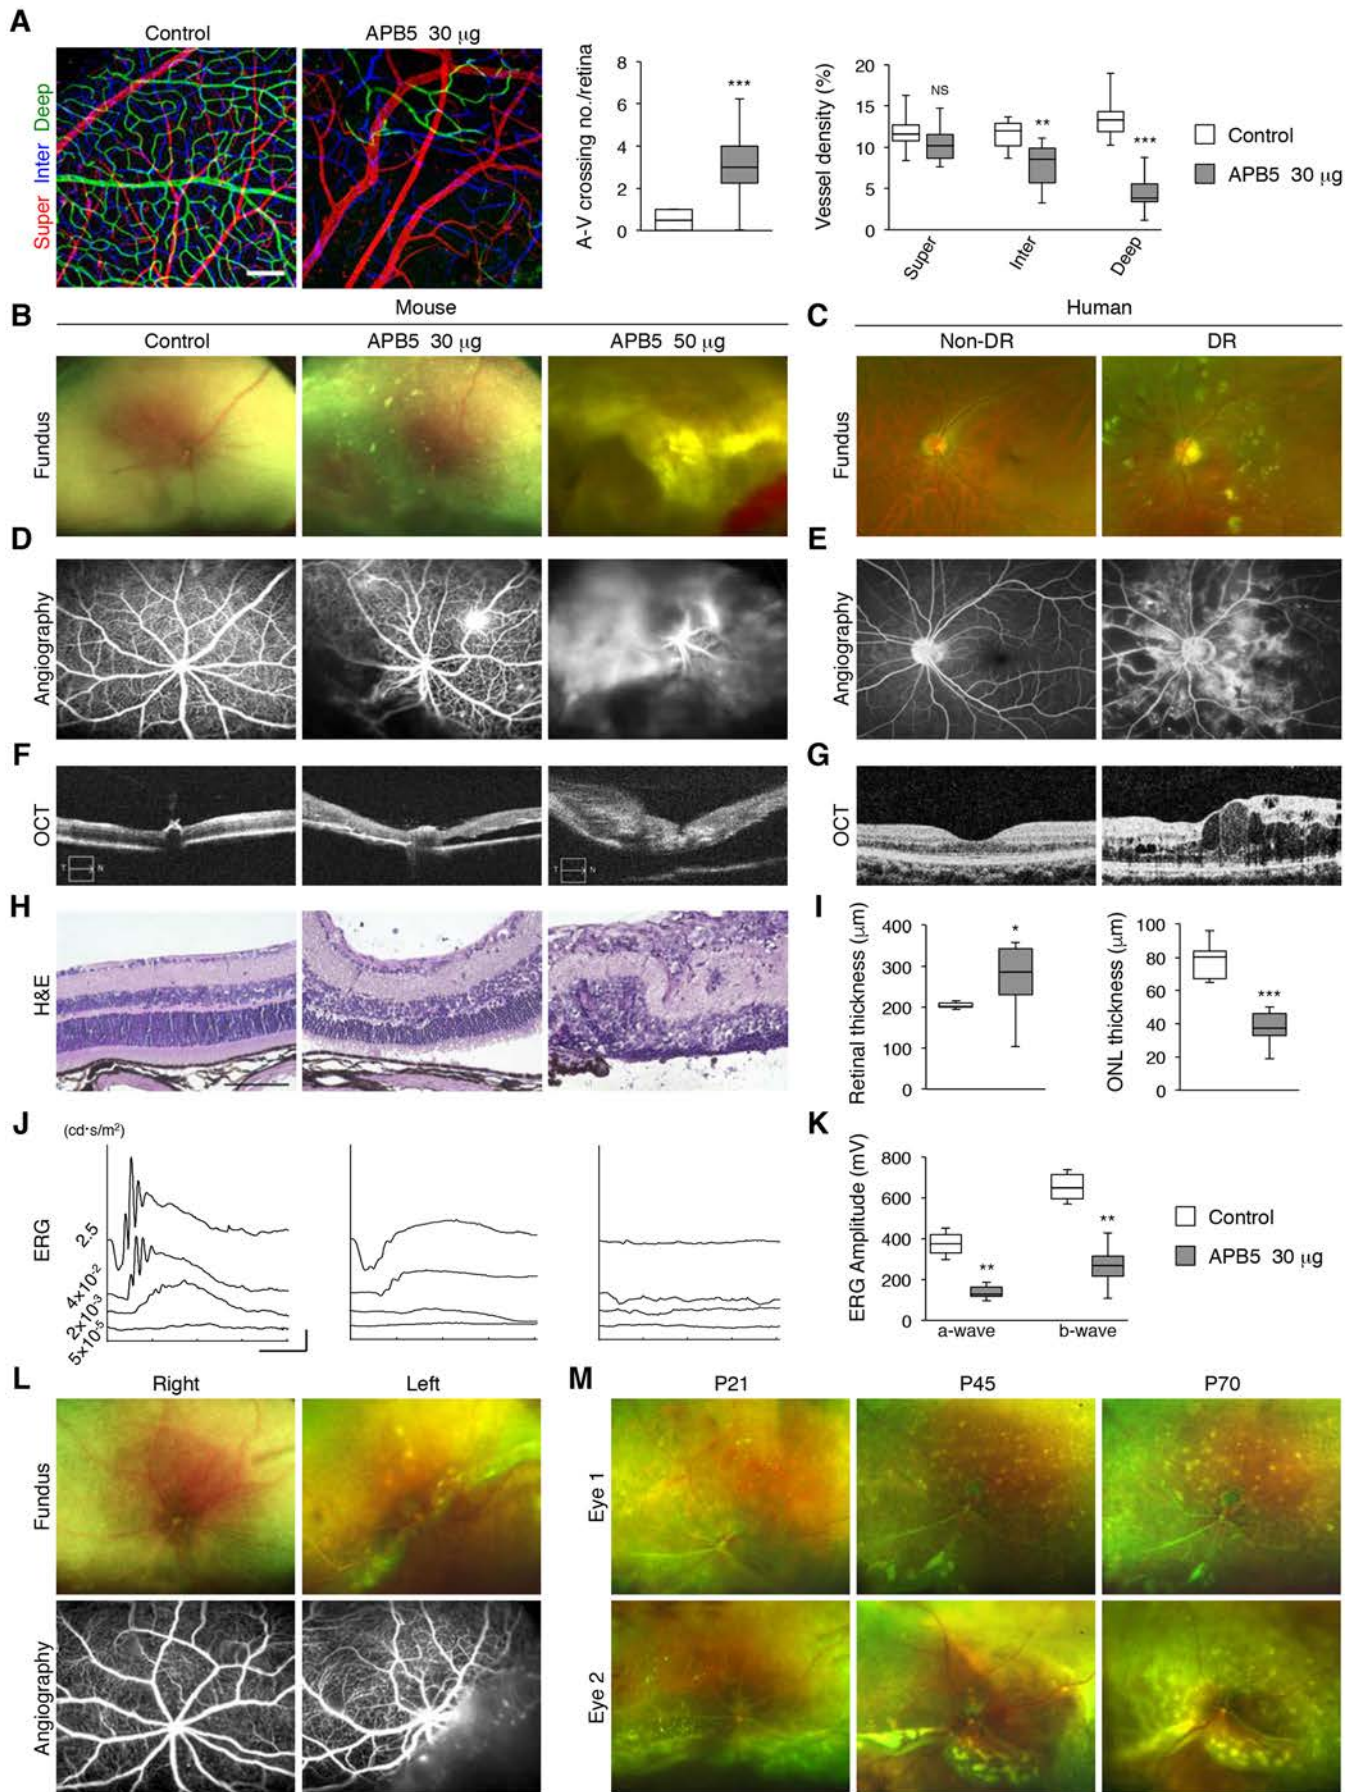 A
Control
APB5 30 μg
Super Inter Deep
A-V crossing no./retina
8
6
4
2
0
***
Vessel density (%)
20
15
10
5
0
NS
**
***
Super
Inter
Deep
Control
APB5 30 μg
B
Mouse
Control
APB5 30 μg
APB5 50 μg
Fundus
C
Human
Non-DR
DR
Fundus
D
Angiography
E
Angiography
F
OCT
T
N
T
N
G
OCT
H
H&E
I
Retinal thickness (μm)
400
300
200
100
0
*
ONL thickness (μm)
100
80
60
40
20
0
***
J
(cd·s/m²)
ERG
2.5
4×10⁻²
2×10⁻³
5×10⁻⁵
K
ERG Amplitude (mV)
800
600
400
200
0
**
**
a-wave
b-wave
Control
APB5 30 μg
L
Right
Left
Fundus
Angiography
M
P21
P45
P70
Eye 1
Eye 2